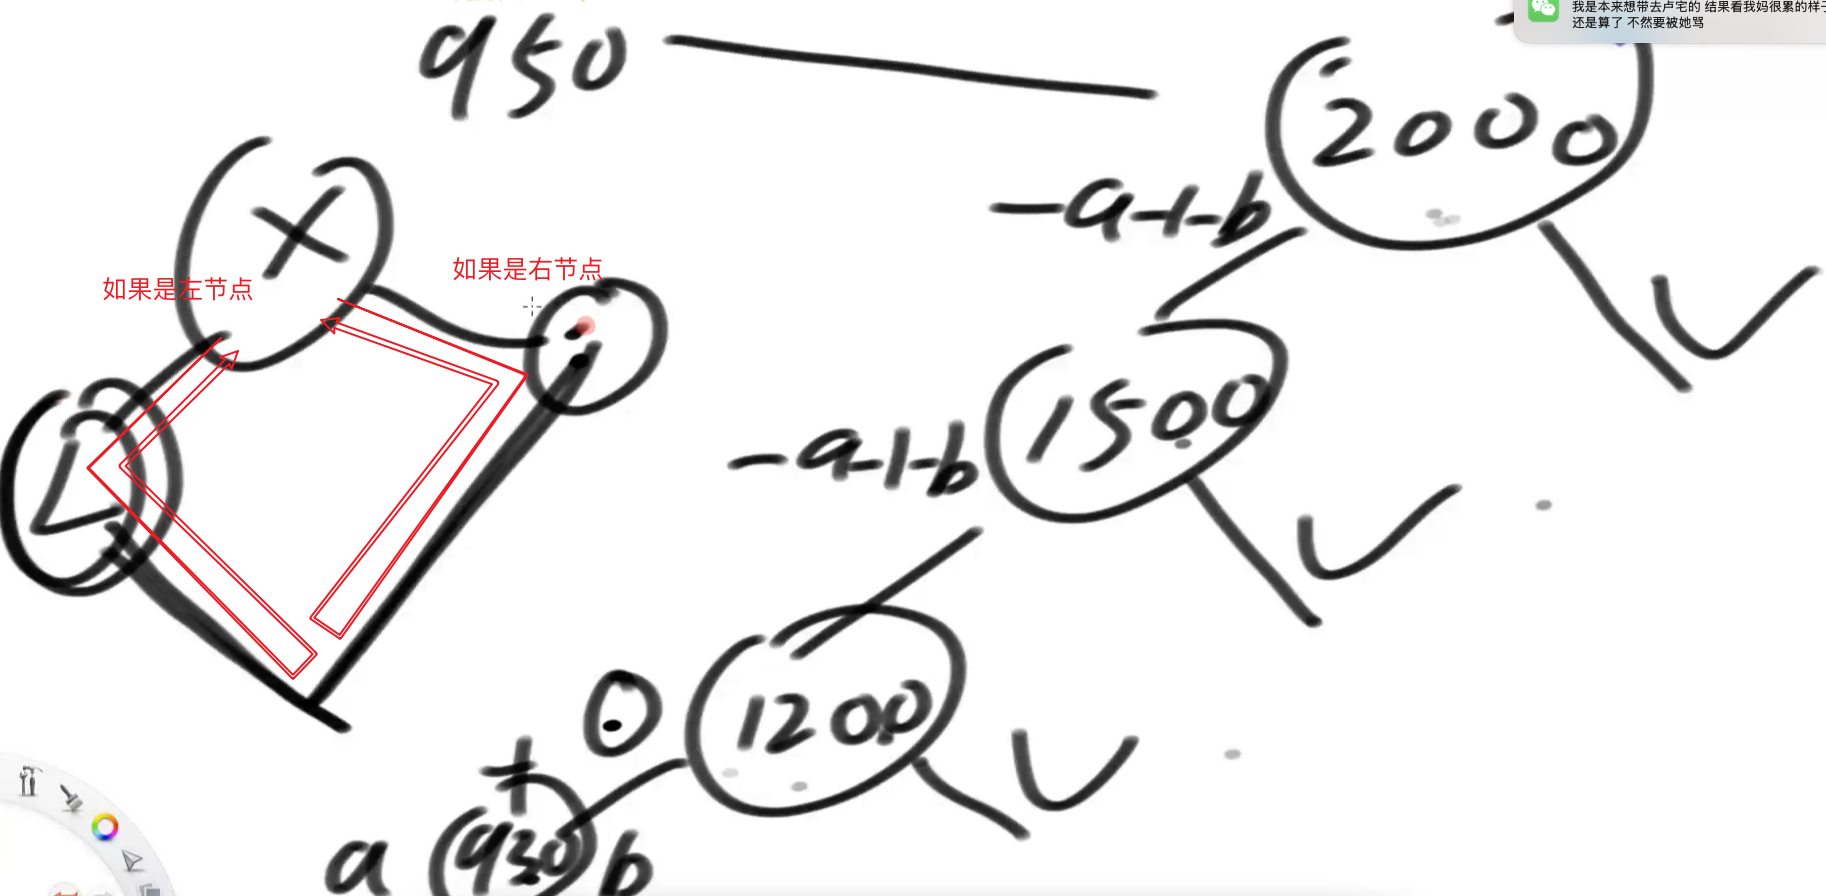 我是本来想带去卢宅的 结果看我妈很累的样子
还是算了 不然要被她骂
950
2000
-a-1-b
X
如果是右节点
如果是左节点
1500
-a-1-b
L
1200
0
+
a 930 b